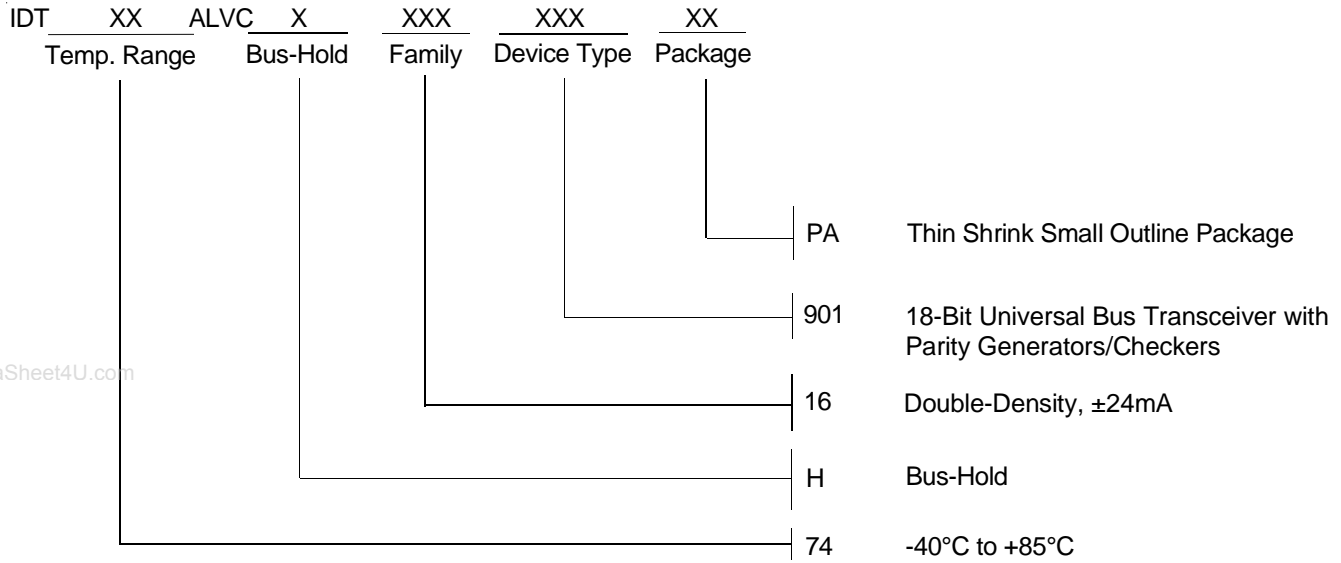 IDT XX ALVC X XXX XXX XX
Temp. Range Bus-Hold Family Device Type Package
PA Thin Shrink Small Outline Package
901 18-Bit Universal Bus Transceiver with
Parity Generators/Checkers
aSheet4U.com
16 Double-Density, ±24mA
H Bus-Hold
74 -40°C to +85°C